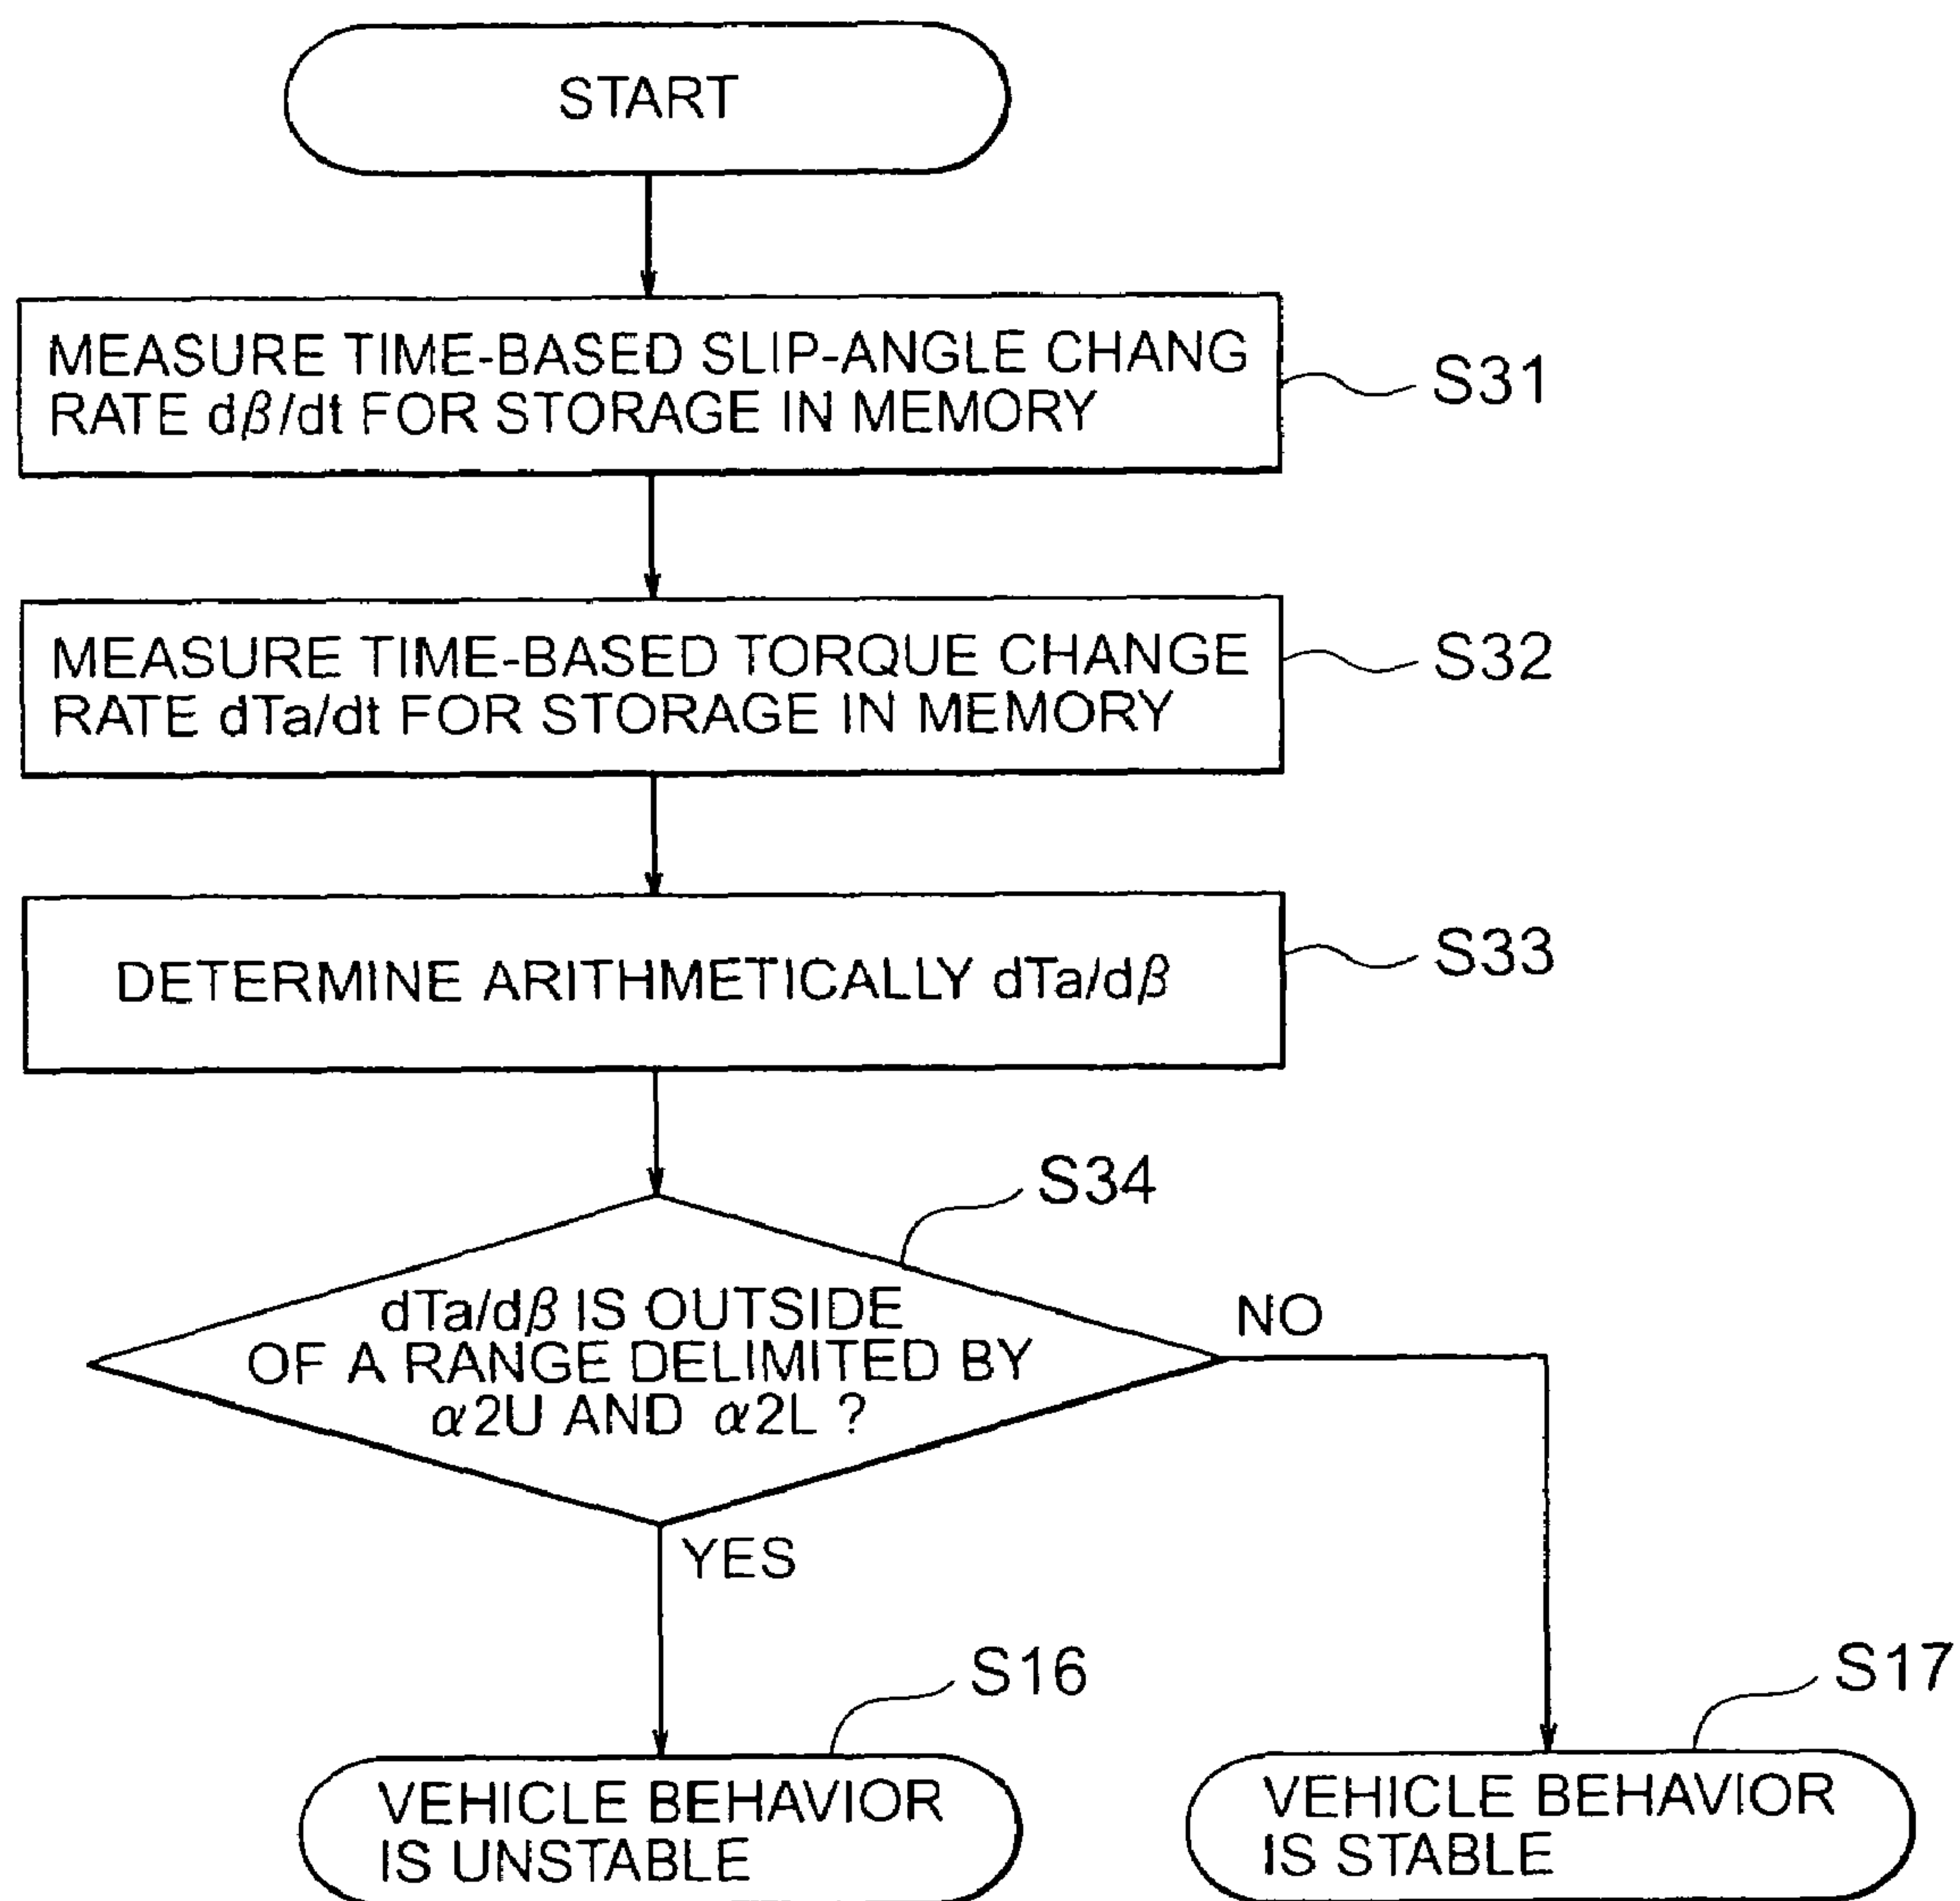 START
MEASURE TIME-BASED SLIP-ANGLE CHANG
RATE dβ/dt FOR STORAGE IN MEMORY
S31
MEASURE TIME-BASED TORQUE CHANGE
RATE dTa/dt FOR STORAGE IN MEMORY
S32
DETERMINE ARITHMETICALLY dTa/dβ
S33
S34
dTa/dβ IS OUTSIDE
OF A RANGE DELIMITED BY
α2U AND α2L ?
NO
YES
S16
VEHICLE BEHAVIOR
IS UNSTABLE
S17
VEHICLE BEHAVIOR
IS STABLE